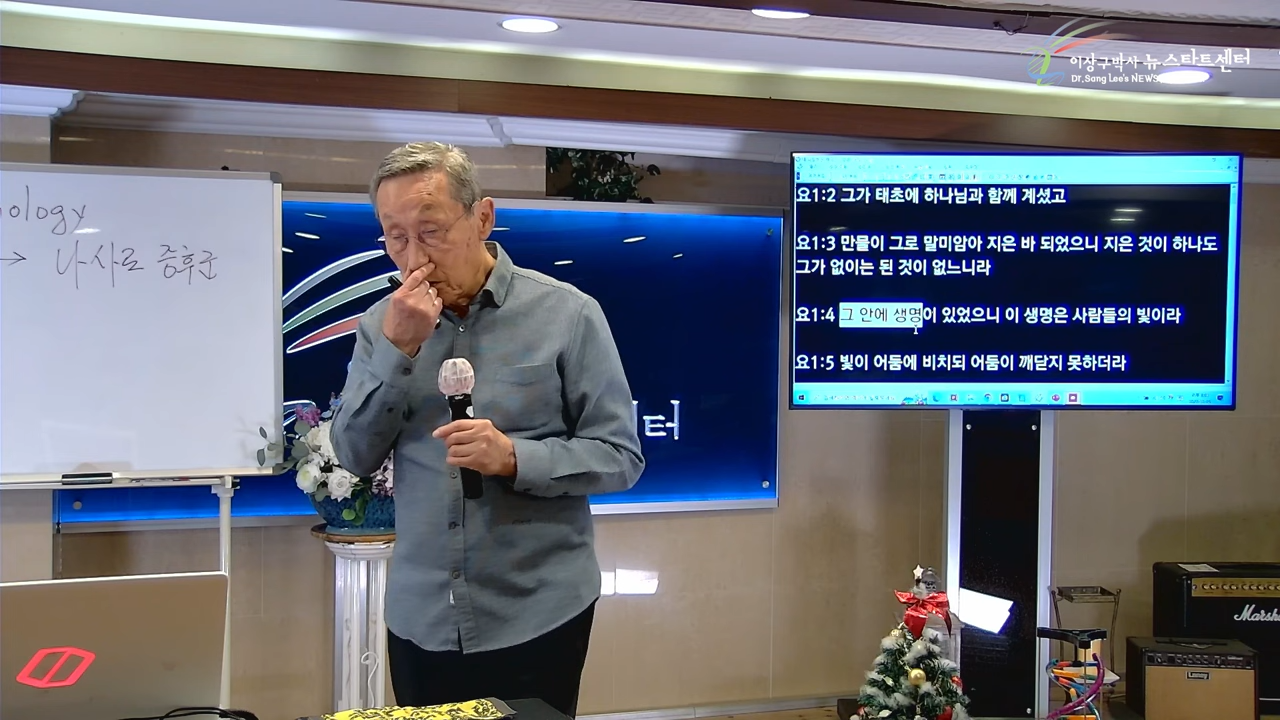 이상구박사 뉴스타트센터
Dr.Sang Lee's NEWS
ology
→ 나사로 증후군
요1:2 그가 태초에 하나님과 함께 계셨고
요1:3 만물이 그로 말미암아 지은 바 되었으니 지은 것이 하나도
그가 없이는 된 것이 없느니라
요1:4 그 안에 생명이 있었으니 이 생명은 사람들의 빛이라
요1:5 빛이 어둠에 비치되 어둠이 깨닫지 못하더라
터
Marsh
Laney